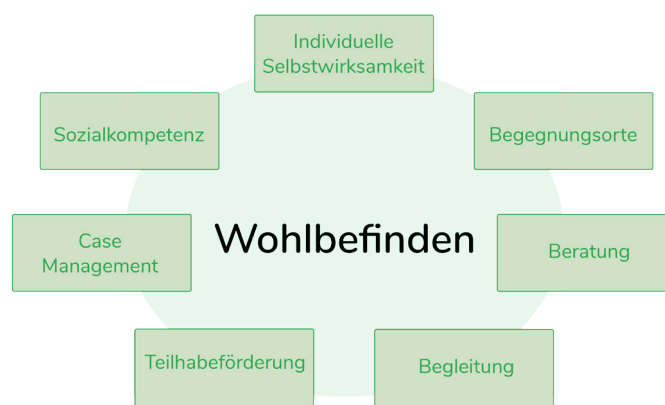 Individuelle
Selbstwirksamkeit
Sozialkompetenz
Begegnungsorte
Wohlbefinden
Case
Management
Beratung
Teilhabeförderung
Begleitung